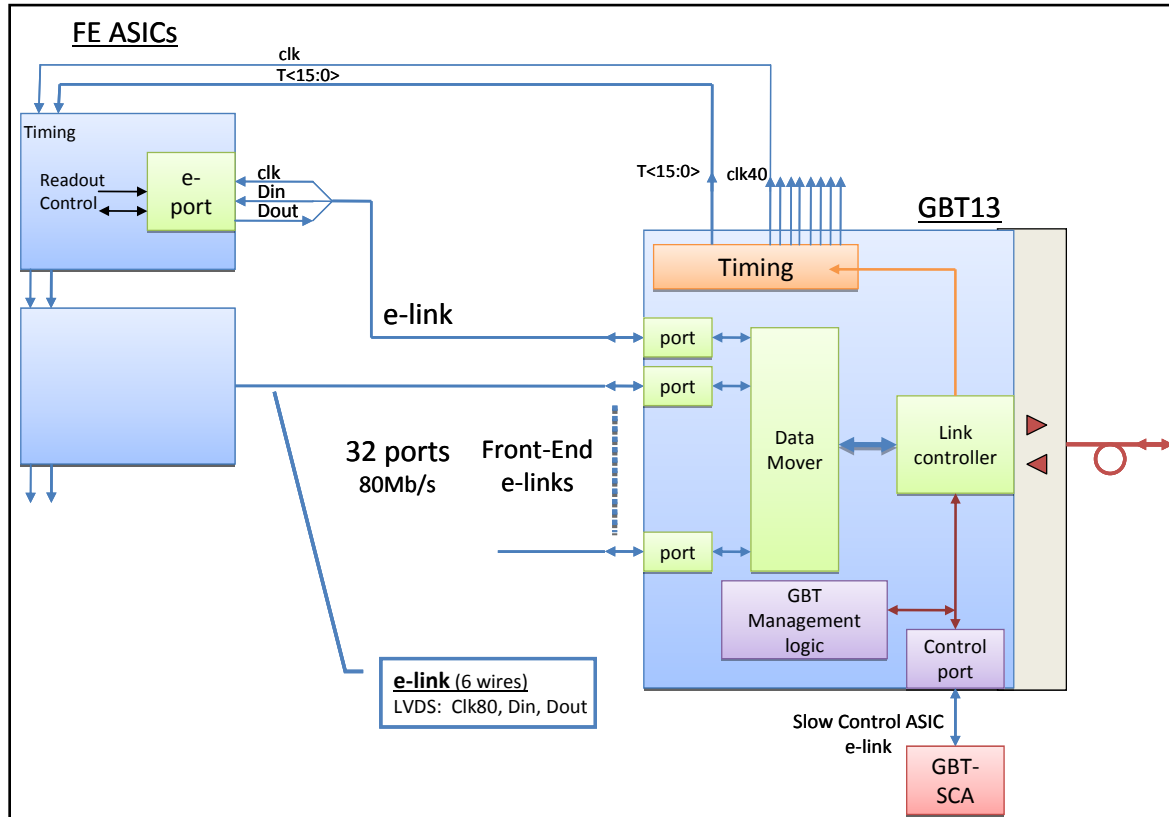 FE ASICs
clk
T<15:0>
Timing
Readout
Control
e-
port
clk
Din
Dout
T<15:0>
clk40
GBT13
Timing
e-link
port
port
port
32 ports
80Mb/s
Front-End
e-links
Data
Mover
Link
controller
GBT
Management
logic
Control
port
e-link (6 wires)
LVDS: Clk80, Din, Dout
Slow Control ASIC
e-link
GBT-
SCA